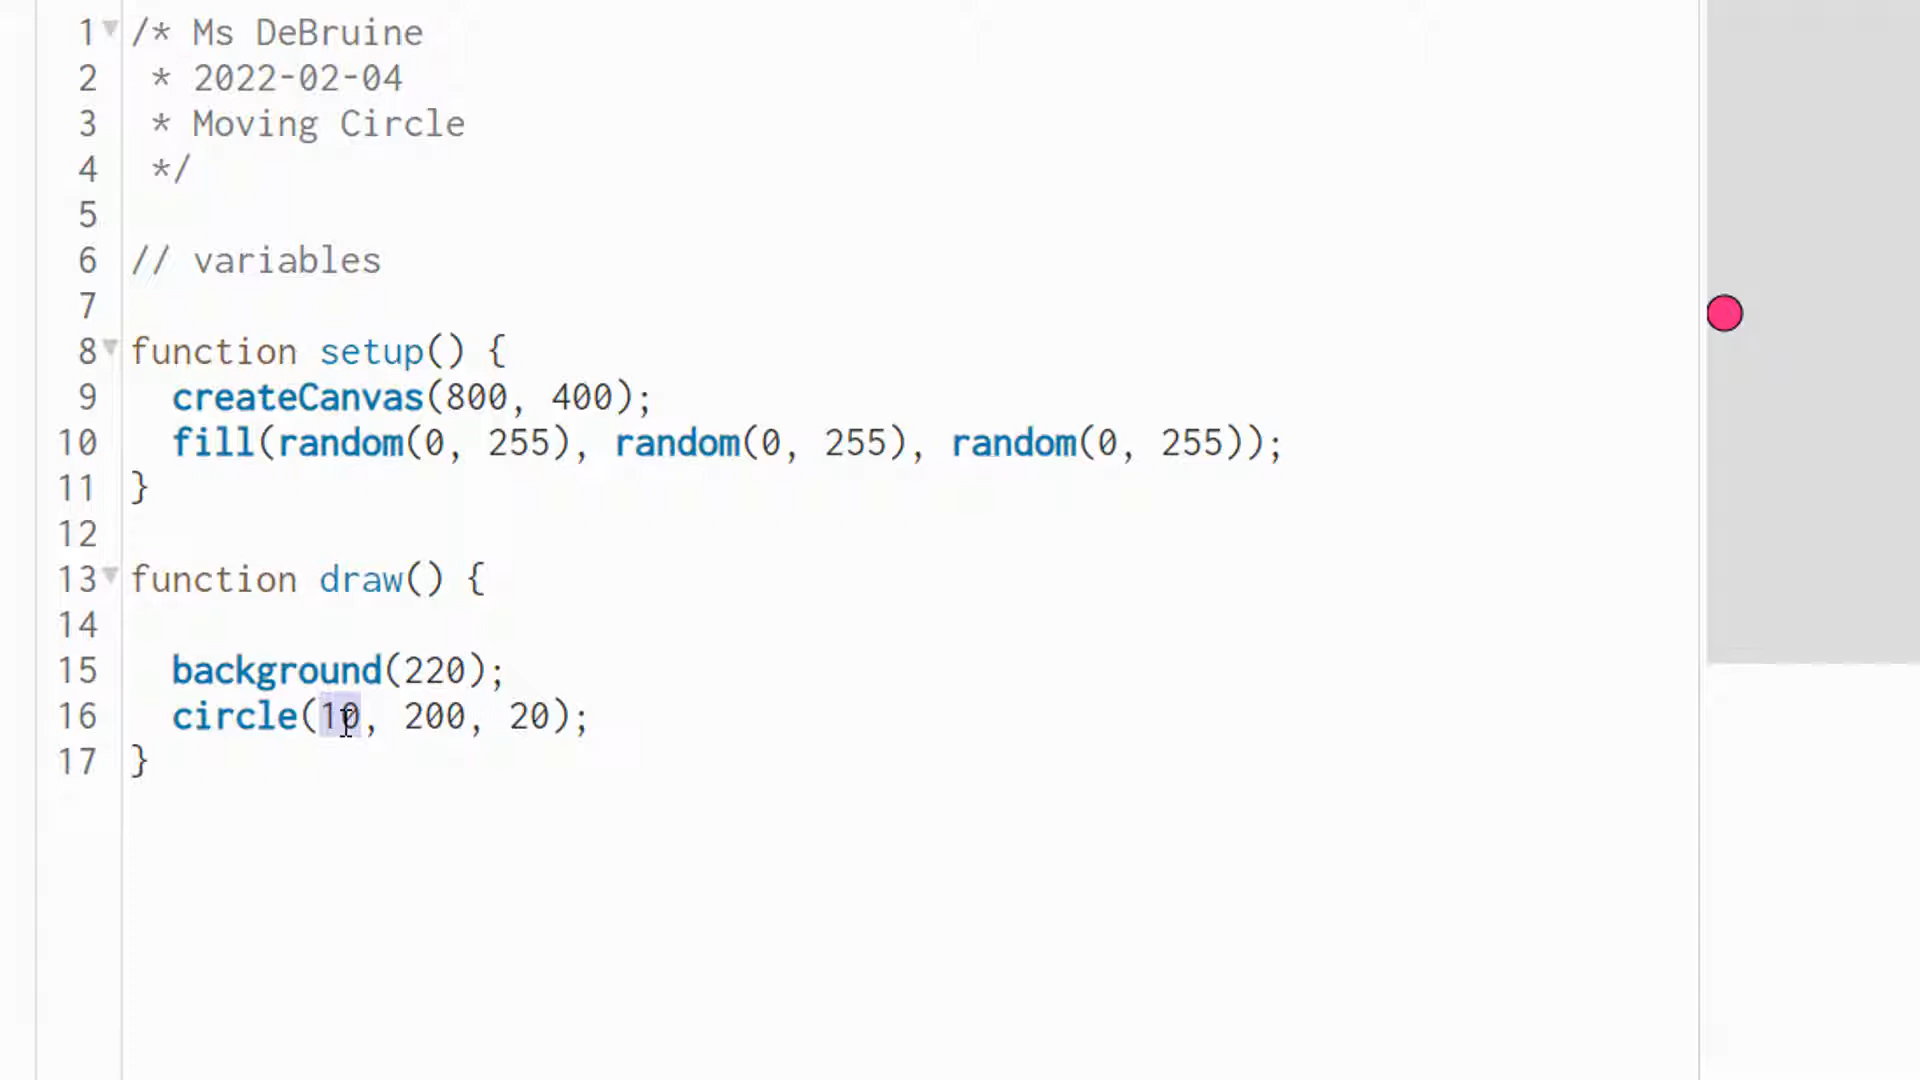 1 /* Ms DeBruine
2  * 2022-02-04
3  * Moving Circle
4  */
5
6 // variables
7
8 function setup() {
9   createCanvas(800, 400);
10   fill(random(0, 255), random(0, 255), random(0, 255));
11 }
12
13 function draw() {
14
15   background(220);
16   circle(10, 200, 20);
17 }